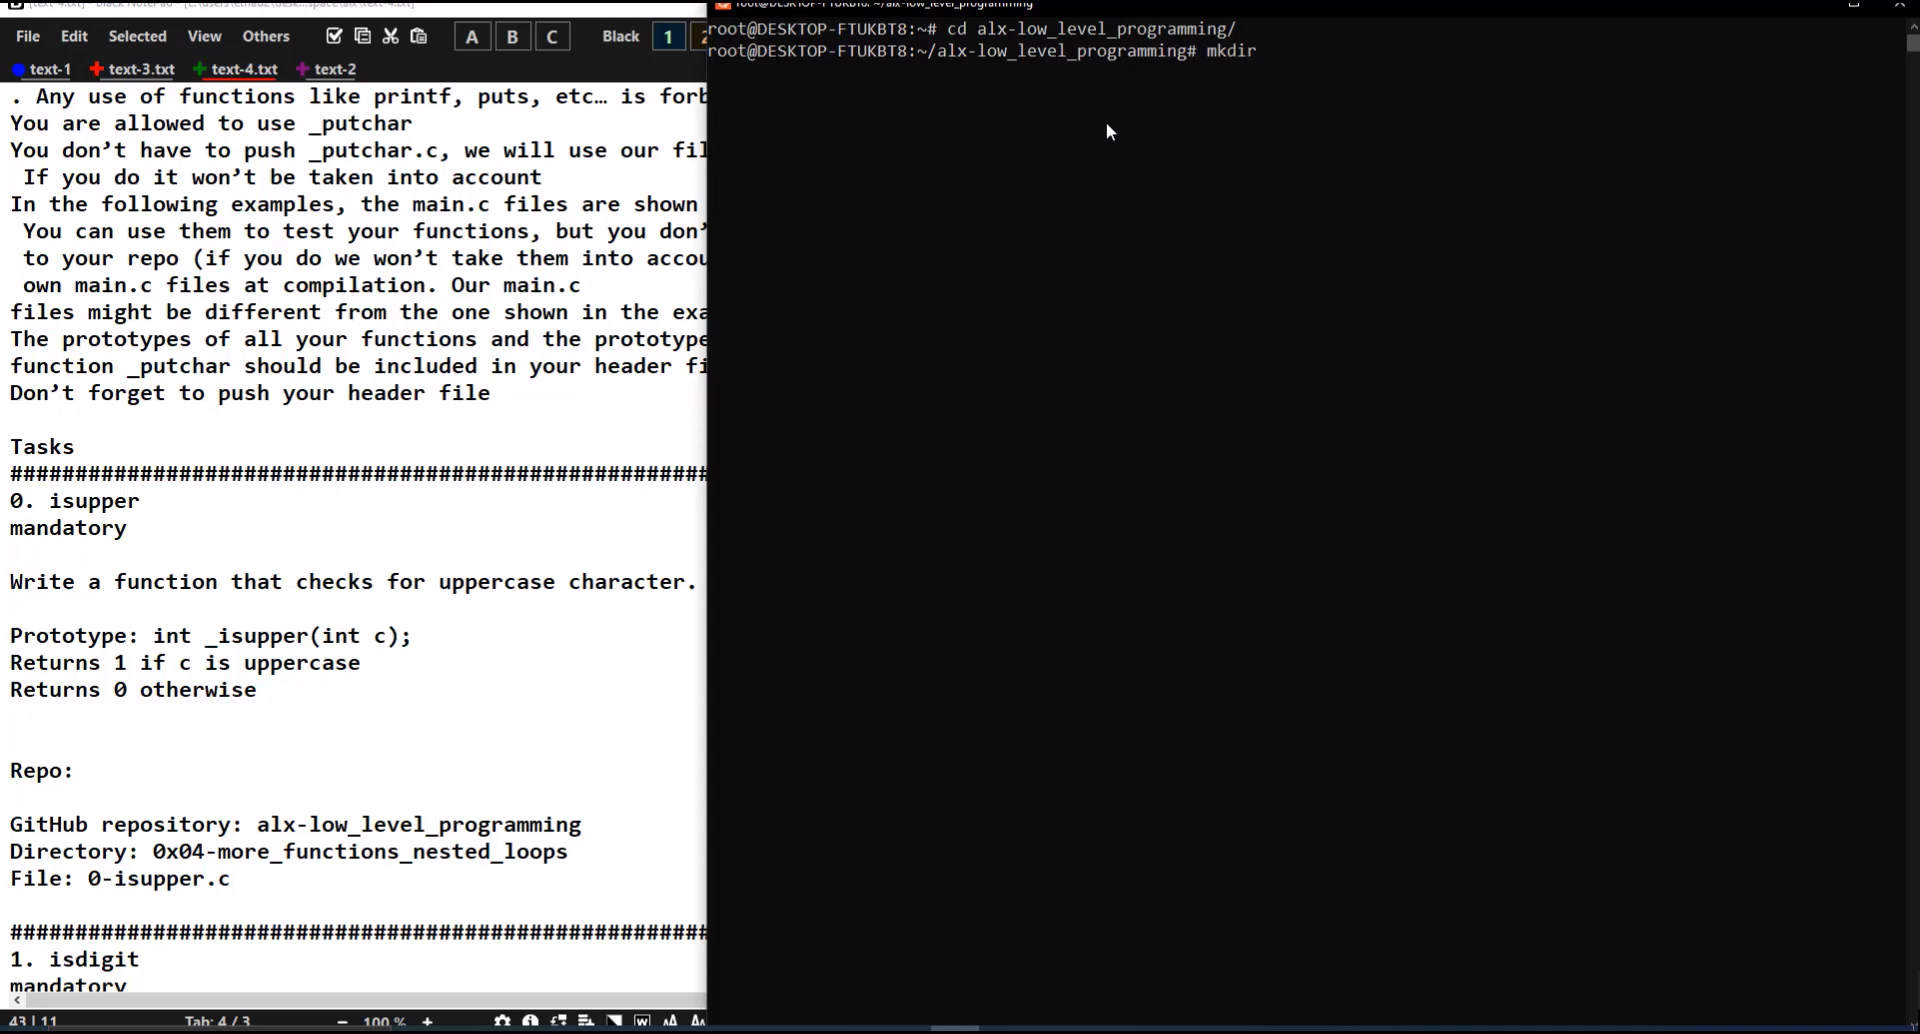 File Edit Selected View Others A B C Black 1 2
text-1 text-3.txt text-4.txt text-2
. Any use of functions like printf, puts, etc… is forb
You are allowed to use _putchar
You don’t have to push _putchar.c, we will use our fil
If you do it won’t be taken into account
In the following examples, the main.c files are shown
You can use them to test your functions, but you don’
to your repo (if you do we won’t take them into accou
own main.c files at compilation. Our main.c
files might be different from the one shown in the exa
The prototypes of all your functions and the prototype
function _putchar should be included in your header fi
Don’t forget to push your header file
Tasks
######################################################
0. isupper
mandatory
Write a function that checks for uppercase character.
Prototype: int _isupper(int c);
Returns 1 if c is uppercase
Returns 0 otherwise
Repo:
GitHub repository: alx-low_level_programming
Directory: 0x04-more_functions_nested_loops
File: 0-isupper.c
######################################################
1. isdigit
mandatory
43 | 11 Tab: 4 / 3 − 100 % +
root@DESKTOP-FTUKBT8: ~/alx-low_level_programming
root@DESKTOP-FTUKBT8:~# cd alx-low_level_programming/
root@DESKTOP-FTUKBT8:~/alx-low_level_programming# mkdir